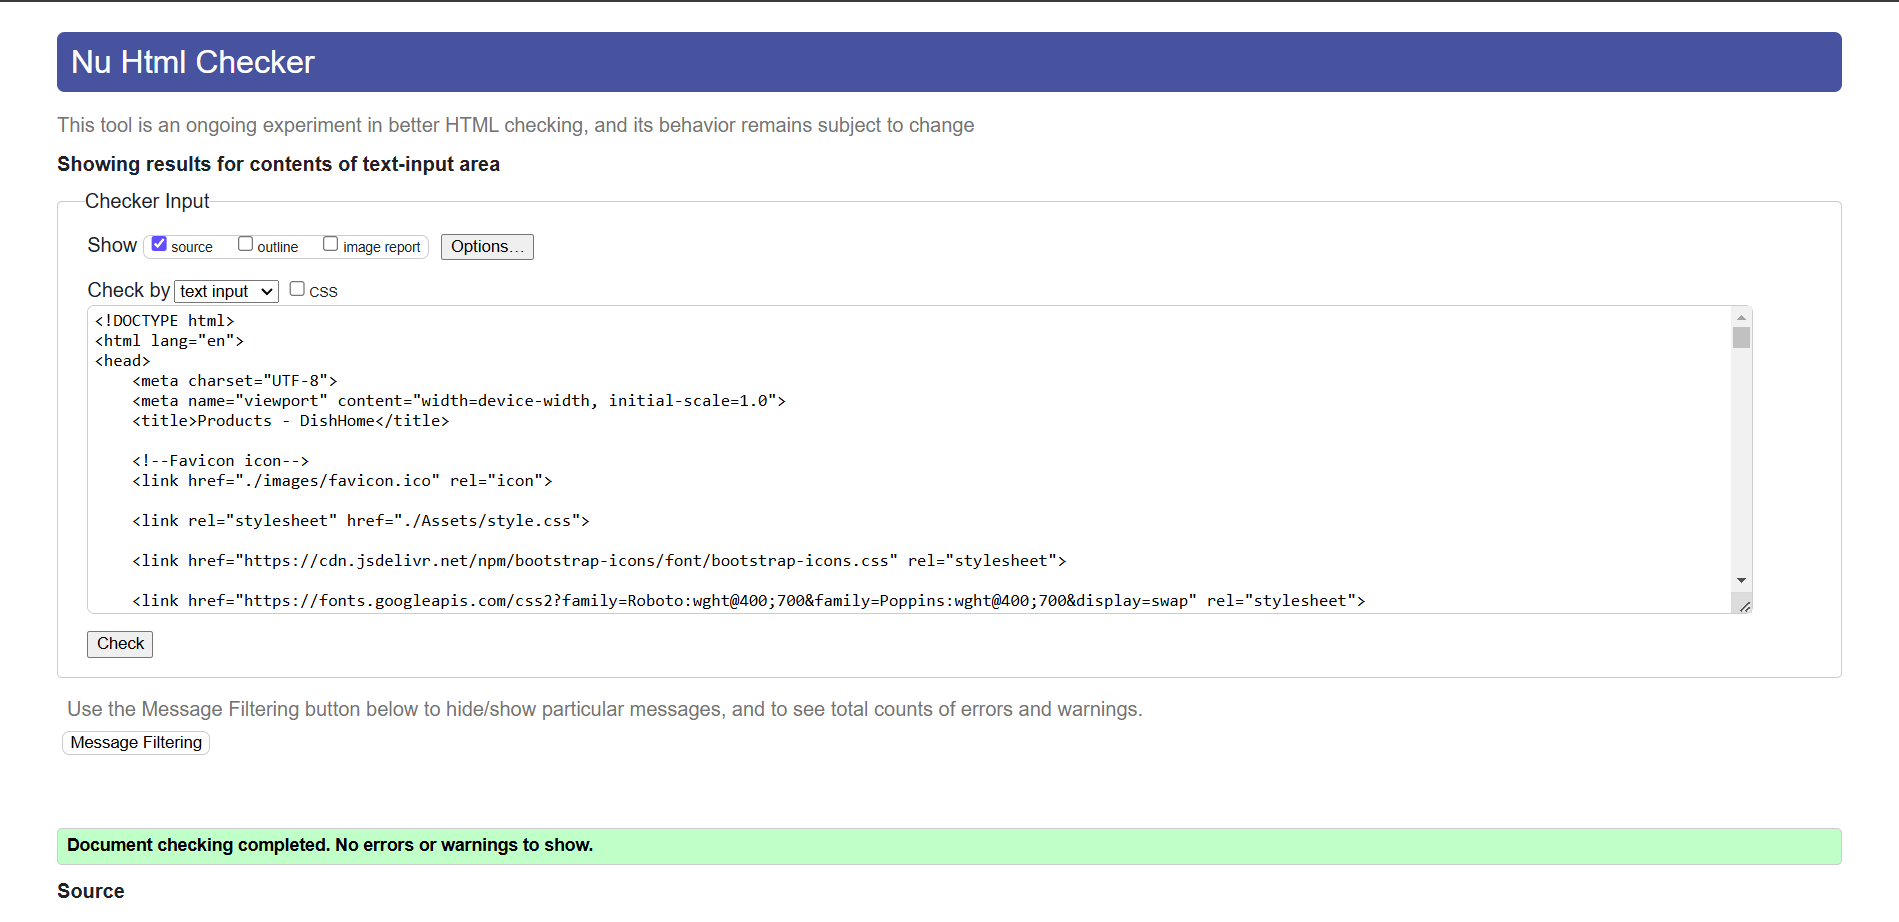 Nu Html Checker
This tool is an ongoing experiment in better HTML checking, and its behavior remains subject to change
Showing results for contents of text-input area
Checker Input
Show source outline image report Options...
Check by text input CSS
<!DOCTYPE html>
<html lang="en">
<head>
    <meta charset="UTF-8">
    <meta name="viewport" content="width=device-width, initial-scale=1.0">
    <title>Products - DishHome</title>
    <!--Favicon icon-->
    <link href="./images/favicon.ico" rel="icon">
    <link rel="stylesheet" href="./Assets/style.css">
    <link href="https://cdn.jsdelivr.net/npm/bootstrap-icons/font/bootstrap-icons.css" rel="stylesheet">
    <link href="https://fonts.googleapis.com/css2?family=Roboto:wght@400;700&family=Poppins:wght@400;700&display=swap" rel="stylesheet">
Check
Use the Message Filtering button below to hide/show particular messages, and to see total counts of errors and warnings.
Message Filtering
Document checking completed. No errors or warnings to show.
Source